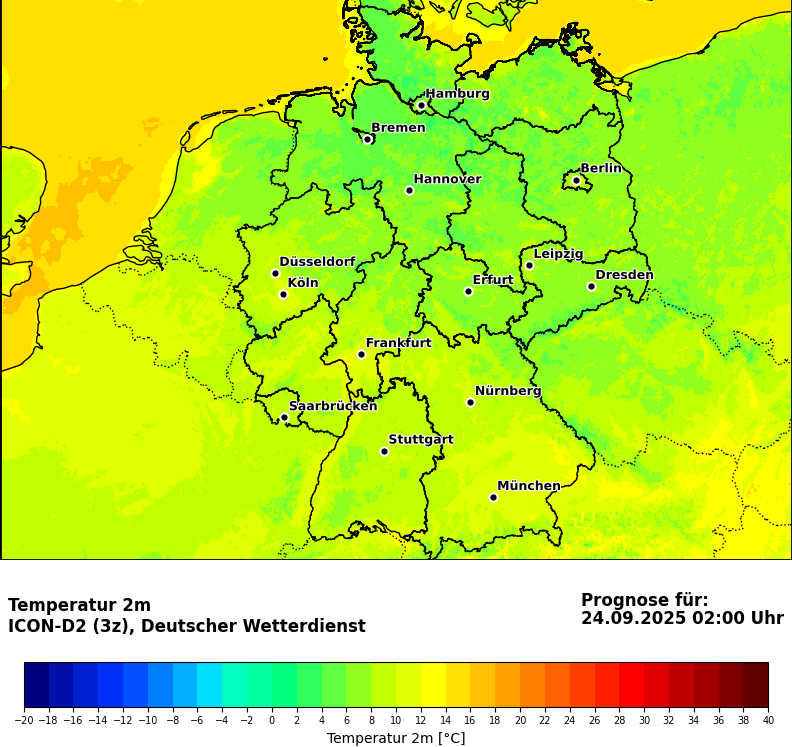 Hamburg
Bremen
Berlin
Hannover
Leipzig
Düsseldorf
Dresden
Köln
Erfurt
Frankfurt
Nürnberg
Saarbrücken
Stuttgart
München
Temperatur 2m
ICON-D2 (3z), Deutscher Wetterdienst
Prognose für:
24.09.2025 02:00 Uhr
−20 −18 −16 −14 −12 −10 −8 −6 −4 −2 0 2 4 6 8 10 12 14 16 18 20 22 24 26 28 30 32 34 36 38 40
Temperatur 2m [°C]